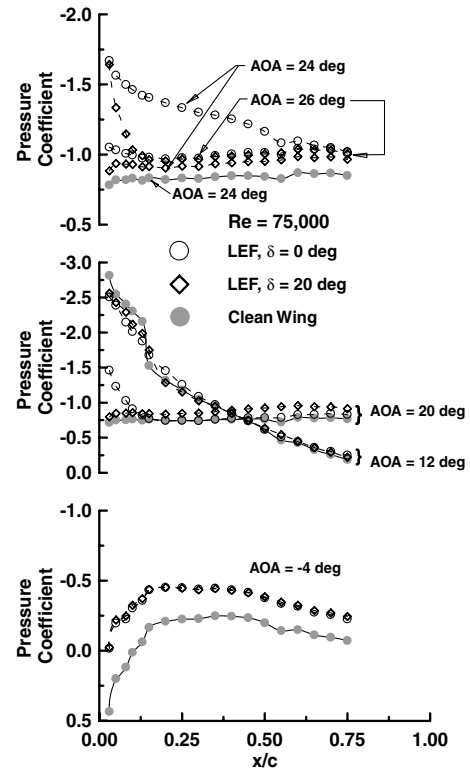 -2.0
-1.5
-1.0
-0.5
Pressure
Coefficient
AOA = 24 deg
AOA = 26 deg
AOA = 24 deg
Re = 75,000
LEF, δ = 0 deg
LEF, δ = 20 deg
Clean Wing
-3.0
-2.5
-2.0
-1.5
-1.0
-0.5
0.0
Pressure
Coefficient
} AOA = 20 deg
} AOA = 12 deg
-1.0
-0.5
0.0
0.5
Pressure
Coefficient
AOA = -4 deg
0.00 0.25 0.50 0.75 1.00
x/c